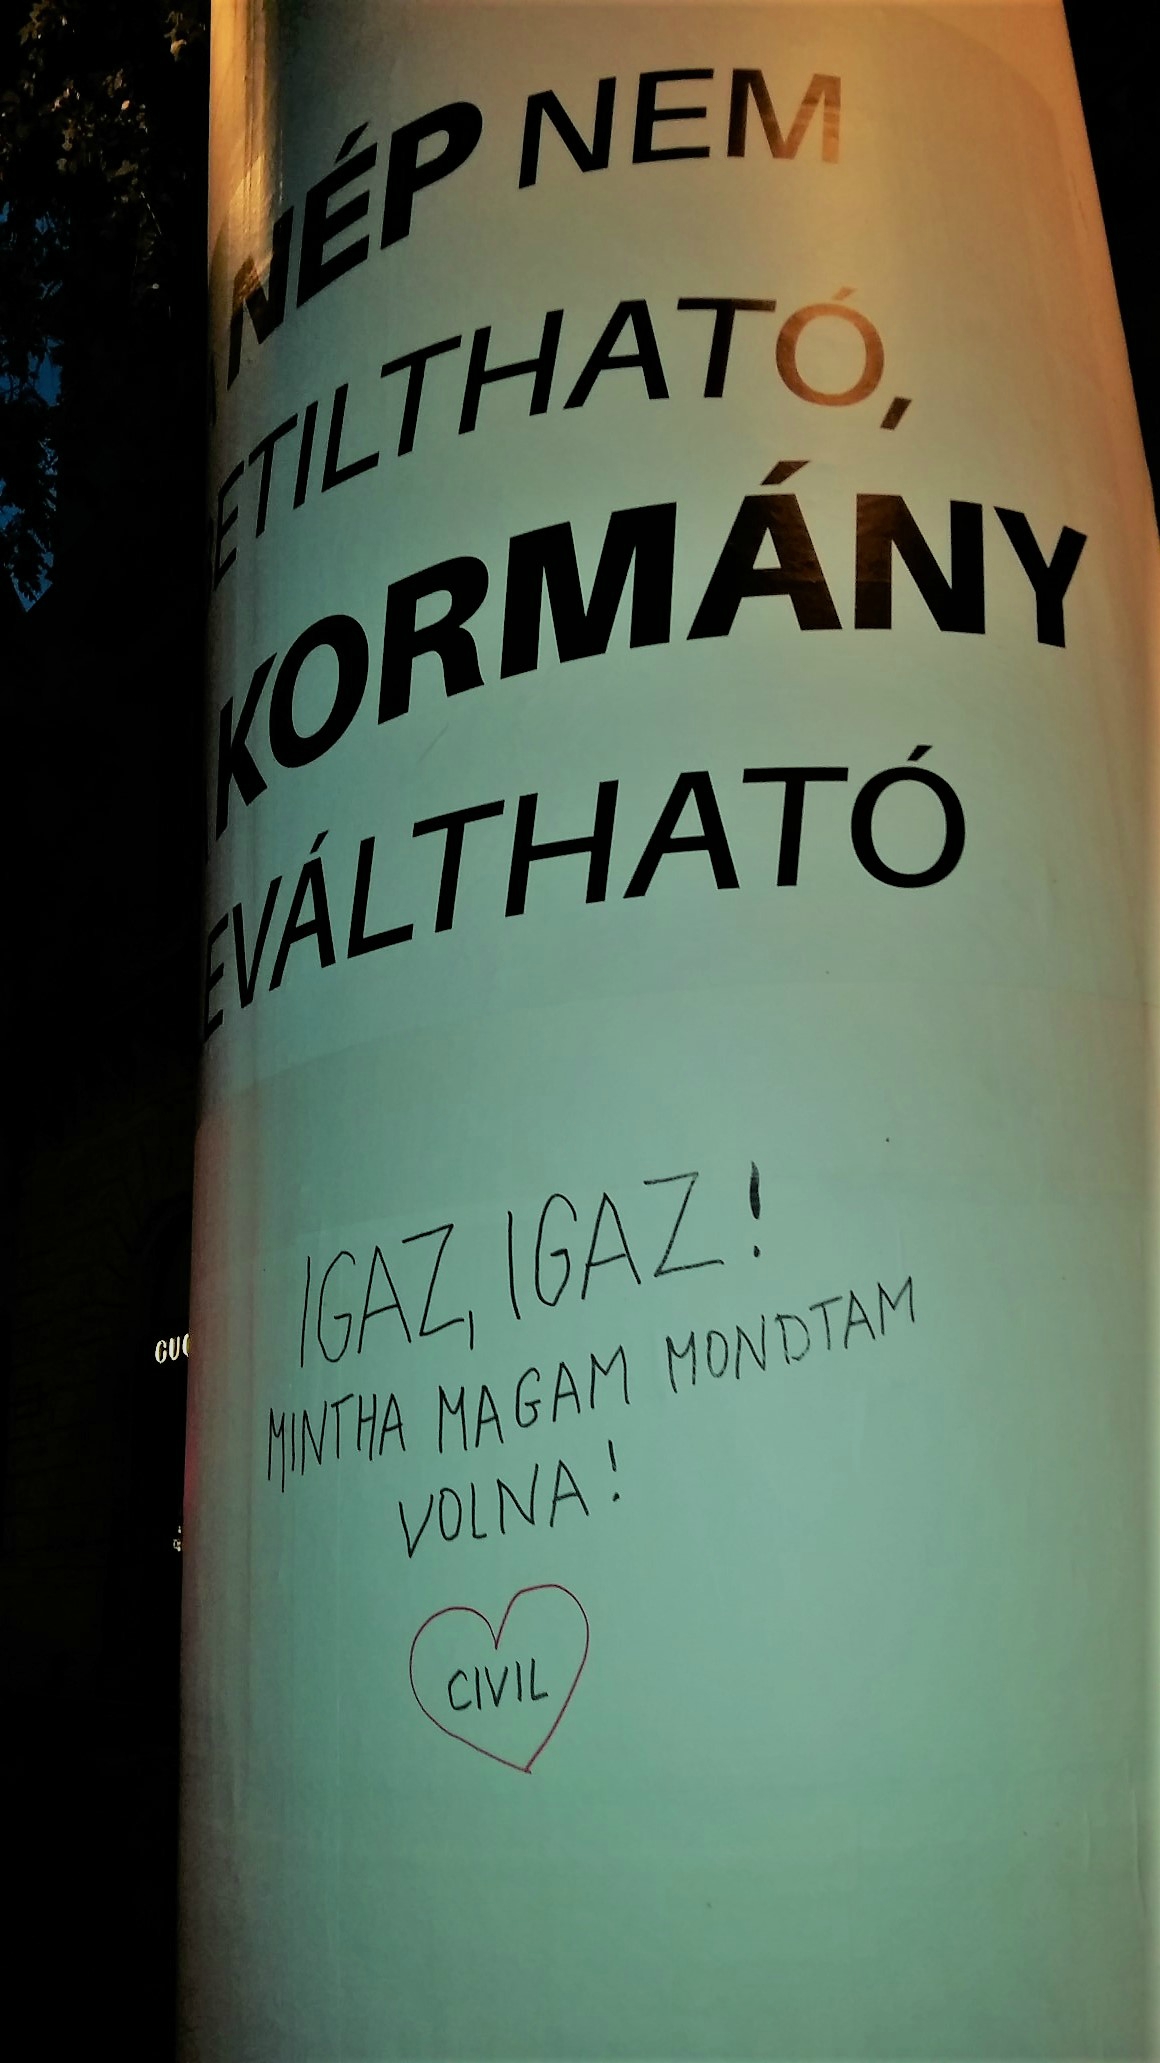 NÉP NEM
ETILTHATÓ,
KORMÁNY
EVÁLTHATÓ
IGAZ, IGAZ!
MINTHA MAGAM MONDTAM
VOLNA!
CIVIL